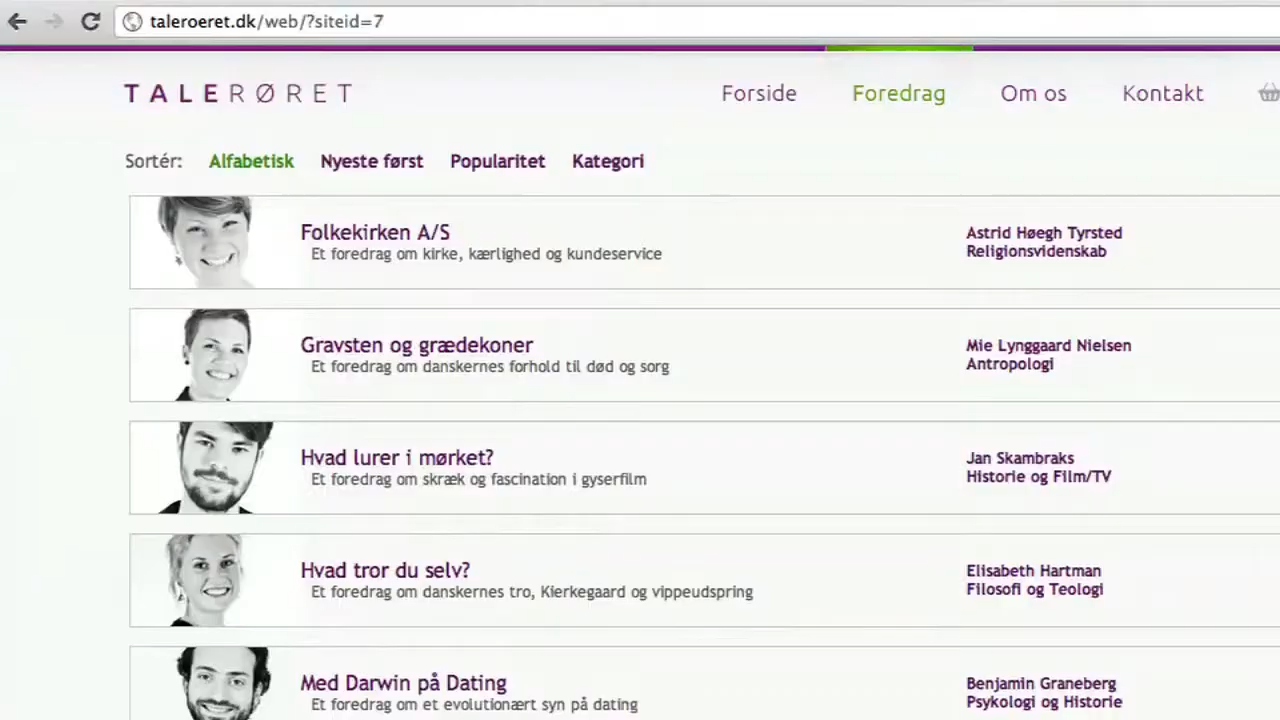 taleroeret.dk/web/?siteid=7
TALERØRET
Forside Foredrag Om os Kontakt
Sortér: Alfabetisk Nyeste først Popularitet Kategori
Folkekirken A/S
Et foredrag om kirke, kærlighed og kundeservice
Astrid Høegh Tyrsted
Religionsvidenskab
Gravsten og grædekoner
Et foredrag om danskernes forhold til død og sorg
Mie Lynggaard Nielsen
Antropologi
Hvad lurer i mørket?
Et foredrag om skræk og fascination i gyserfilm
Jan Skambraks
Historie og Film/TV
Hvad tror du selv?
Et foredrag om danskernes tro, Kierkegaard og vippeudspring
Elisabeth Hartman
Filosofi og Teologi
Med Darwin på Dating
Et foredrag om et evolutionært syn på dating
Benjamin Graneberg
Psykologi og Historie